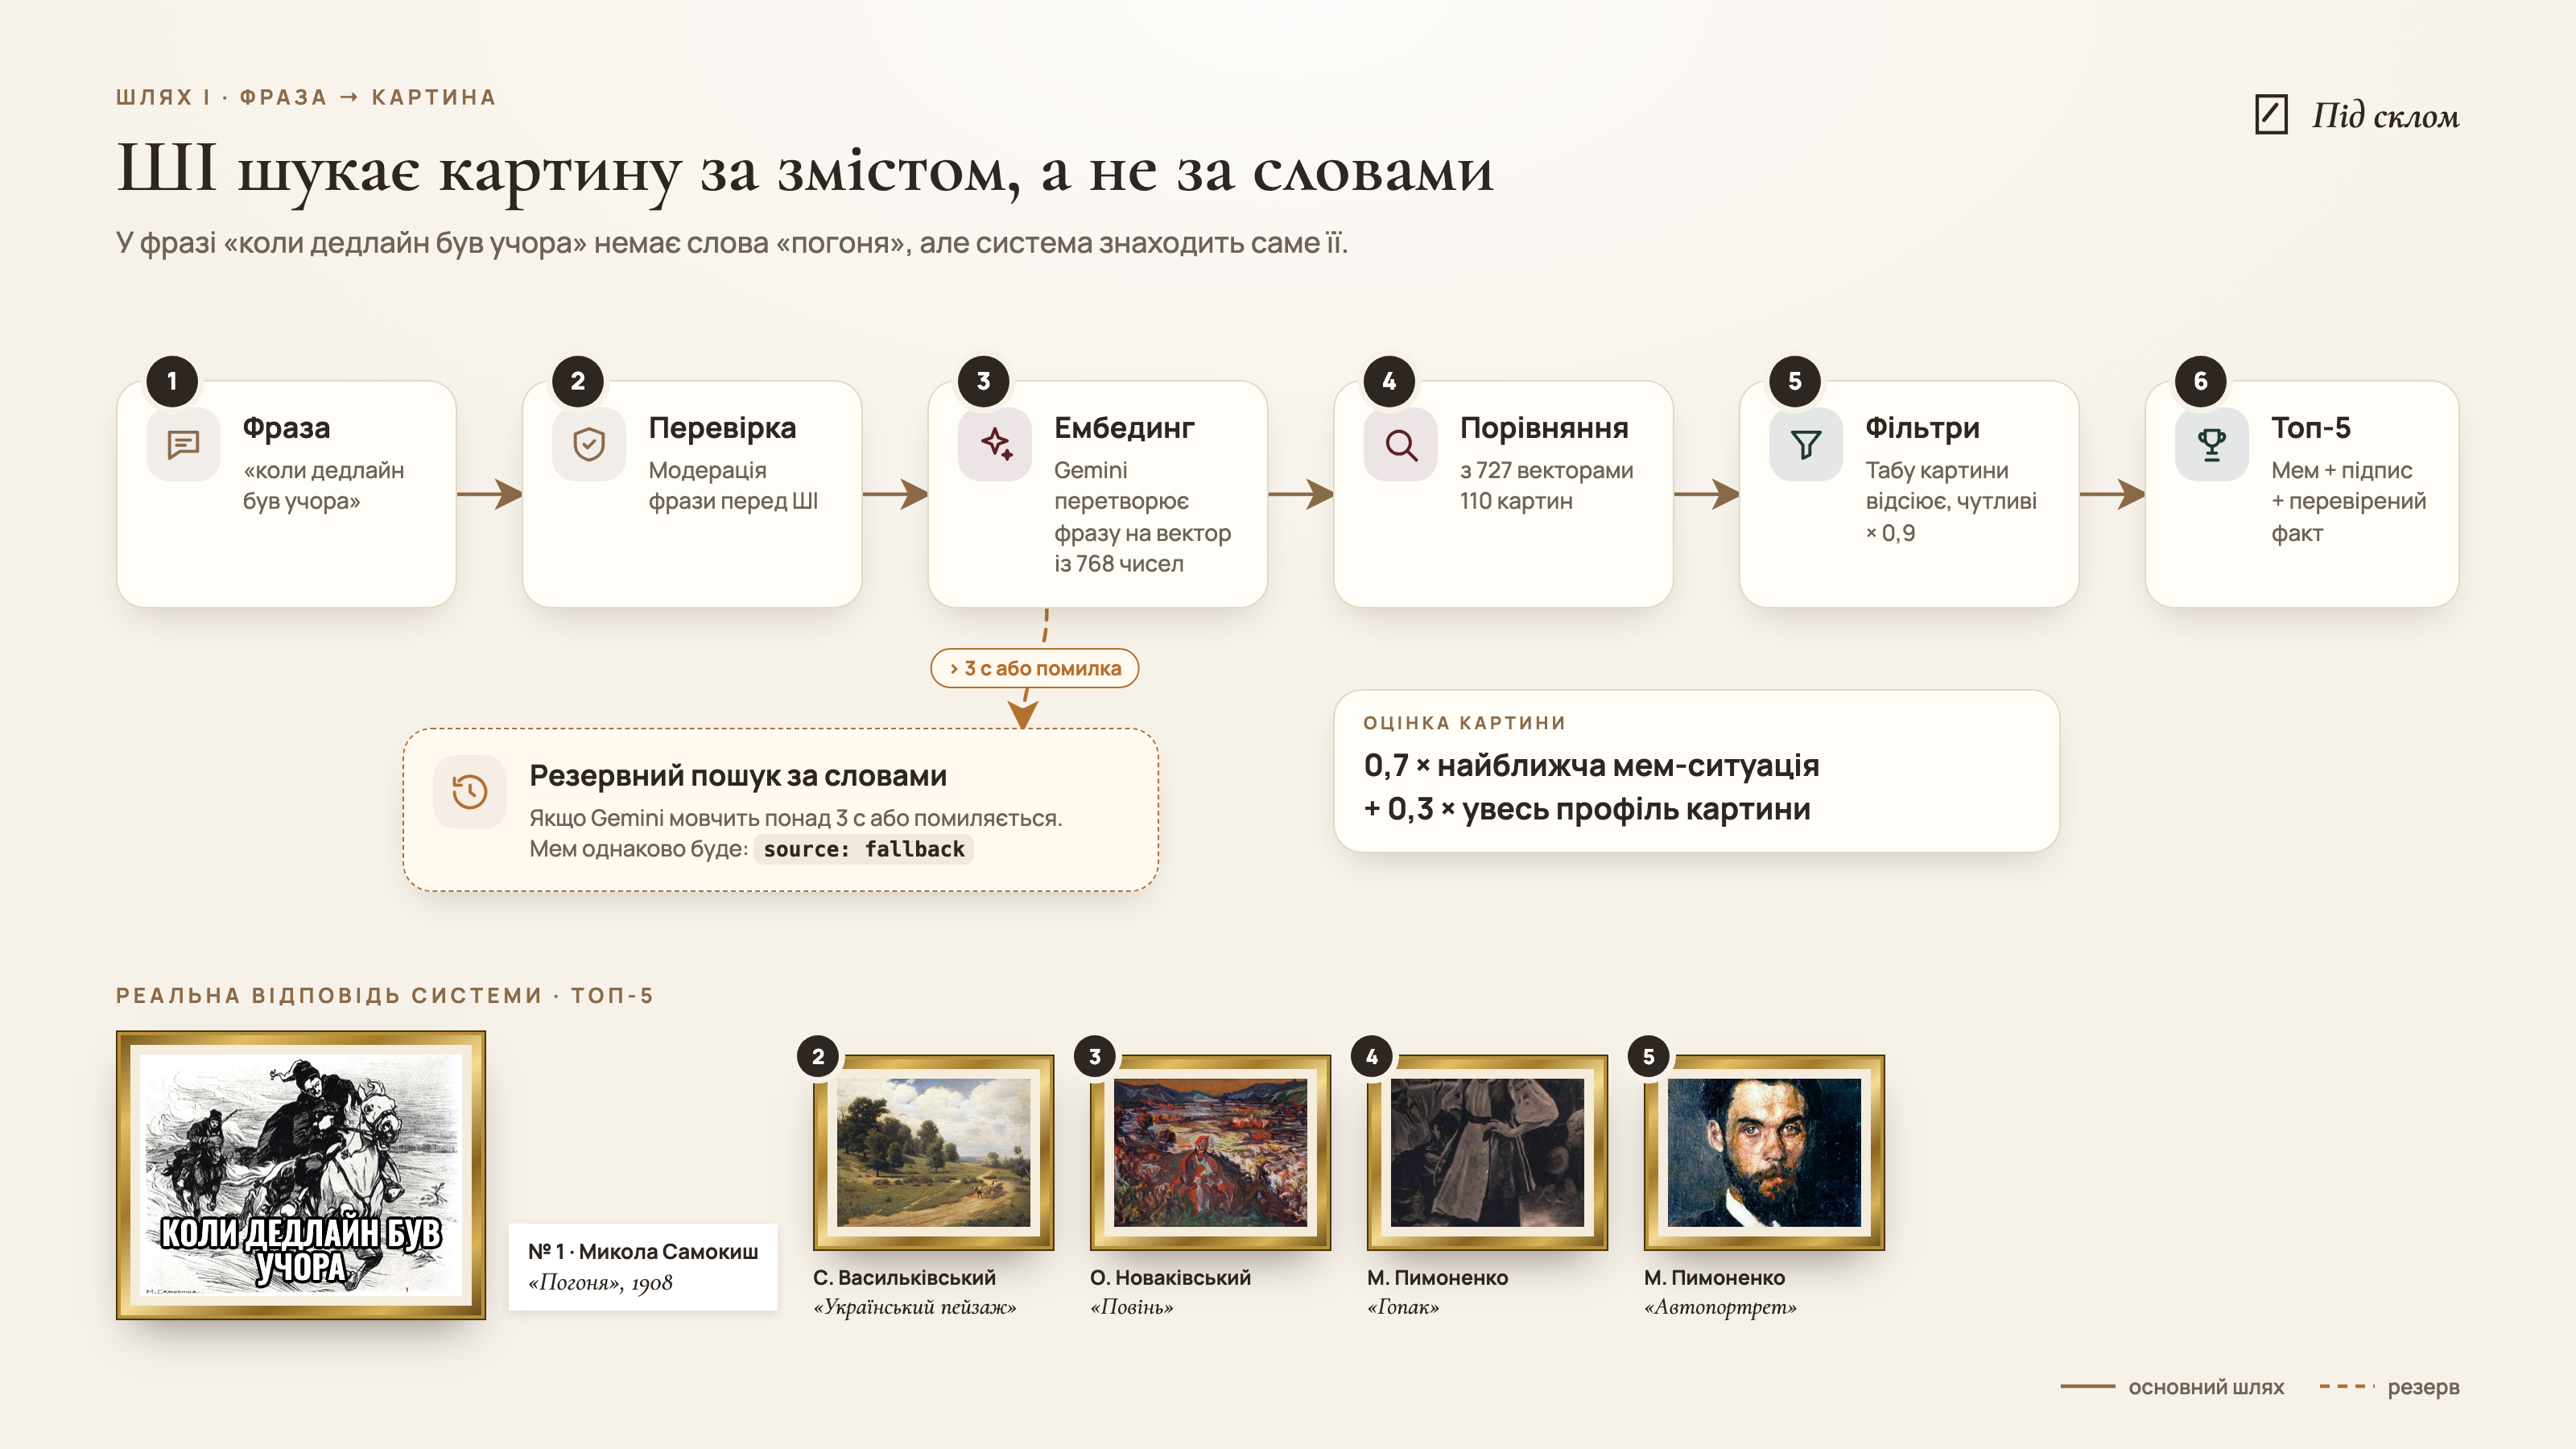 ШЛЯХ І · ФРАЗА → КАРТИНА
Під склом
ШІ шукає картину за змістом, а не за словами
У фразі «коли дедлайн був учора» немає слова «погоня», але система знаходить саме її.
1
Фраза
«коли дедлайн
був учора»
2
Перевірка
Модерація
фрази перед ШІ
3
Ембединг
Gemini
перетворює
фразу на вектор
із 768 чисел
4
Порівняння
з 727 векторами
110 картин
5
Фільтри
Табу картини
відсіює, чутливі
× 0,9
6
Топ-5
Мем + підпис
+ перевірений
факт
> 3 с або помилка
Резервний пошук за словами
Якщо Gemini мовчить понад 3 с або помиляється.
Мем однаково буде: source: fallback
ОЦІНКА КАРТИНИ
0,7 × найближча мем-ситуація
+ 0,3 × увесь профіль картини
РЕАЛЬНА ВІДПОВІДЬ СИСТЕМИ · ТОП-5
КОЛИ ДЕДЛАЙН БУВ
УЧОРА
М. САМОКИШЪ.
№ 1 · Микола Самокиш
«Погоня», 1908
2
С. Васильківський
«Український пейзаж»
3
О. Новаківський
«Повінь»
4
М. Пимоненко
«Гопак»
5
М. Пимоненко
«Автопортрет»
основний шлях
резерв